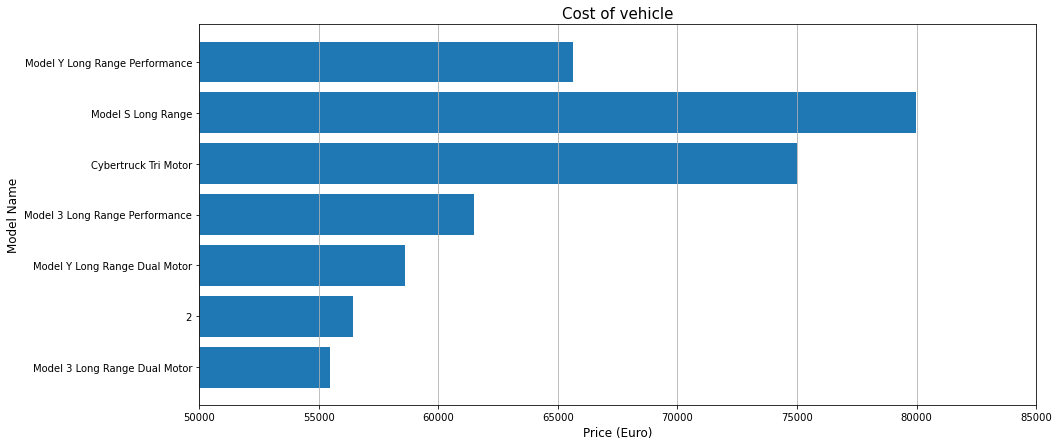 Cost of vehicle
Model Y Long Range Performance
Model S Long Range
Cybertruck Tri Motor
Model 3 Long Range Performance
Model Y Long Range Dual Motor
2
Model 3 Long Range Dual Motor
Model Name
50000 55000 60000 65000 70000 75000 80000 85000
Price (Euro)